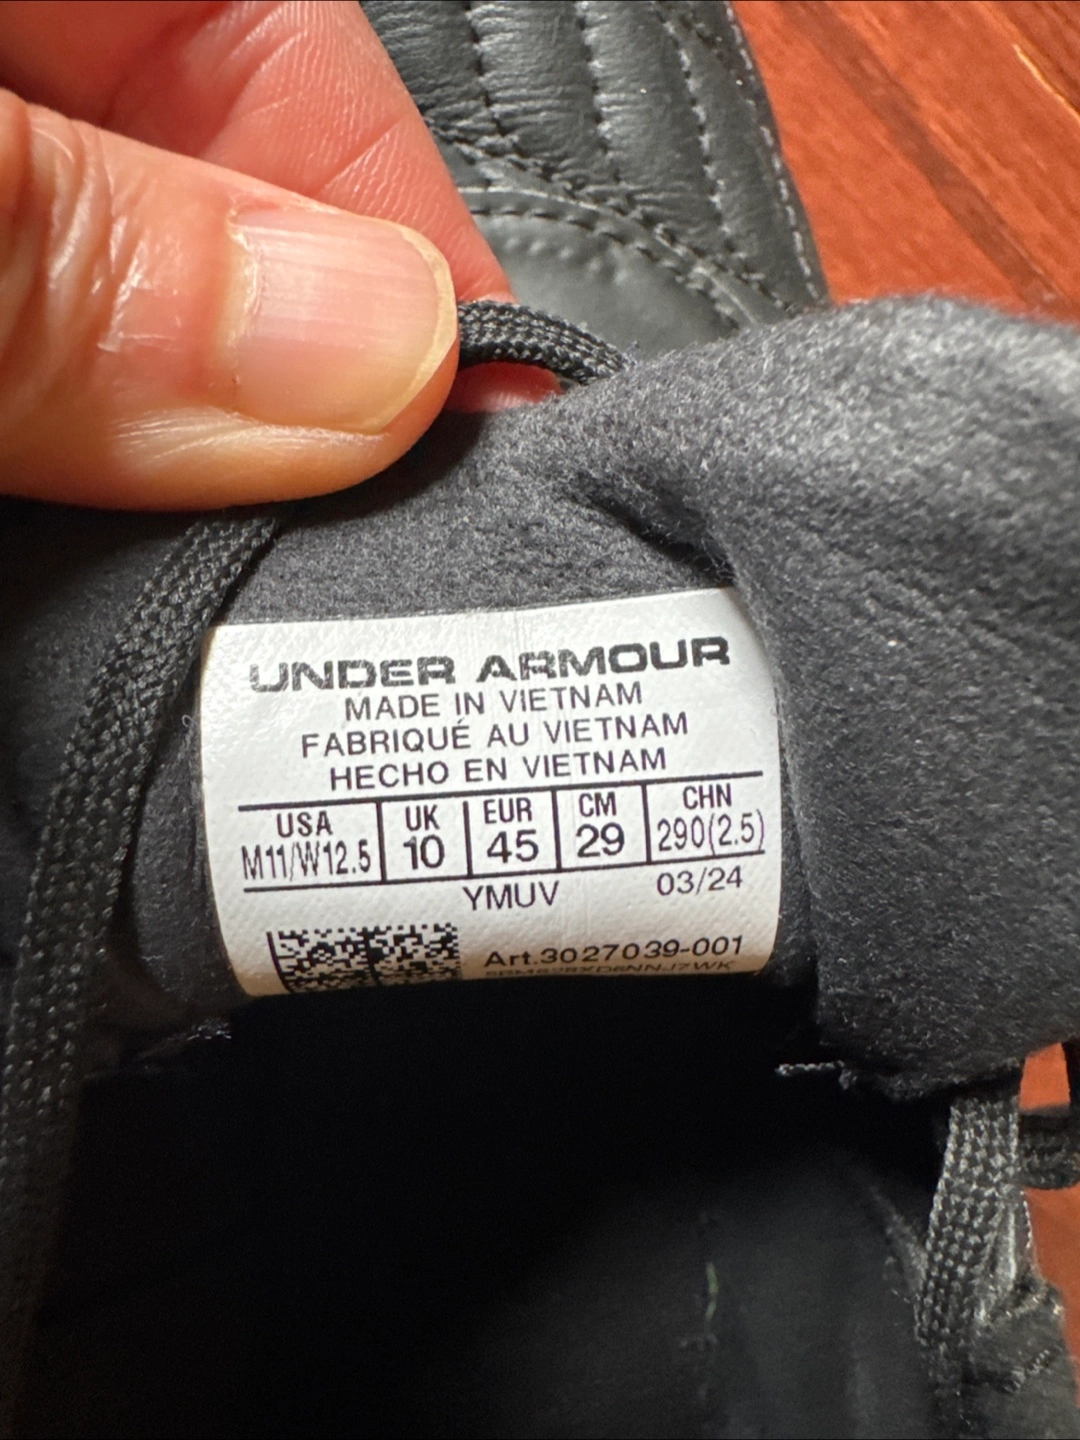 UNDER ARMOUR
MADE IN VIETNAM
FABRIQUÉ AU VIETNAM
HECHO EN VIETNAM
USA UK EUR CM CHN
M11/W12.5 10 45 29 290(2.5)
YMUV 03/24
Art.3027039-001